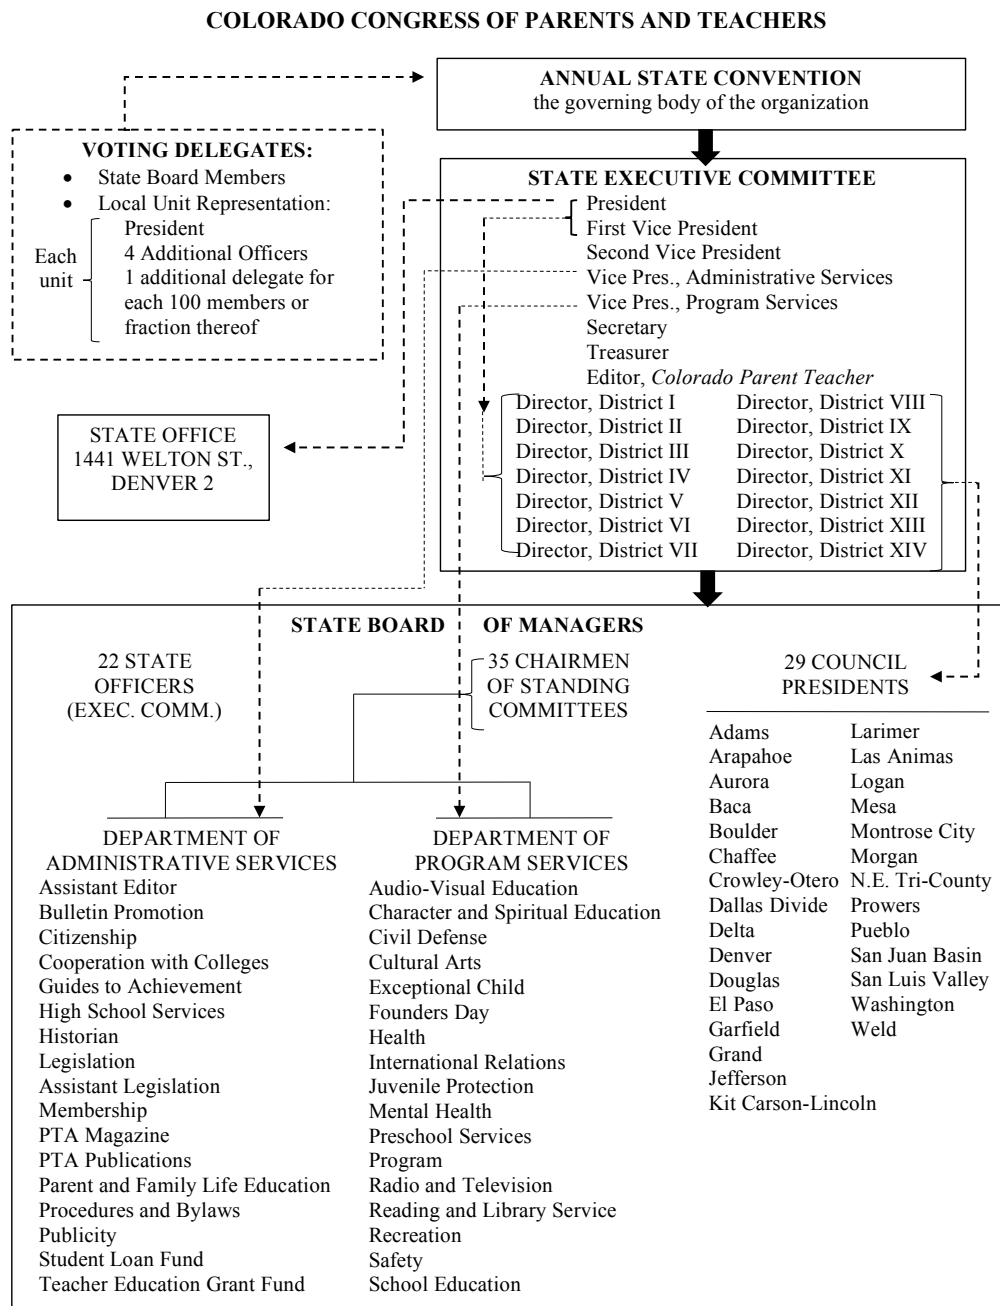 COLORADO CONGRESS OF PARENTS AND TEACHERS
ANNUAL STATE CONVENTION
the governing body of the organization
VOTING DELEGATES:
• State Board Members
• Local Unit Representation:
Each unit
President
4 Additional Officers
1 additional delegate for
each 100 members or
fraction thereof
STATE EXECUTIVE COMMITTEE
President
First Vice President
Second Vice President
Vice Pres., Administrative Services
Vice Pres., Program Services
Secretary
Treasurer
Editor, Colorado Parent Teacher
Director, District I
Director, District II
Director, District III
Director, District IV
Director, District V
Director, District VI
Director, District VII
Director, District VIII
Director, District IX
Director, District X
Director, District XI
Director, District XII
Director, District XIII
Director, District XIV
STATE OFFICE
1441 WELTON ST.,
DENVER 2
STATE BOARD OF MANAGERS
22 STATE
OFFICERS
(EXEC. COMM.)
35 CHAIRMEN
OF STANDING
COMMITTEES
29 COUNCIL
PRESIDENTS
DEPARTMENT OF
ADMINISTRATIVE SERVICES
Assistant Editor
Bulletin Promotion
Citizenship
Cooperation with Colleges
Guides to Achievement
High School Services
Historian
Legislation
Assistant Legislation
Membership
PTA Magazine
PTA Publications
Parent and Family Life Education
Procedures and Bylaws
Publicity
Student Loan Fund
Teacher Education Grant Fund
DEPARTMENT OF
PROGRAM SERVICES
Audio-Visual Education
Character and Spiritual Education
Civil Defense
Cultural Arts
Exceptional Child
Founders Day
Health
International Relations
Juvenile Protection
Mental Health
Preschool Services
Program
Radio and Television
Reading and Library Service
Recreation
Safety
School Education
Adams
Arapahoe
Aurora
Baca
Boulder
Chaffee
Crowley-Otero
Dallas Divide
Delta
Denver
Douglas
El Paso
Garfield
Grand
Jefferson
Kit Carson-Lincoln
Larimer
Las Animas
Logan
Mesa
Montrose City
Morgan
N.E. Tri-County
Prowers
Pueblo
San Juan Basin
San Luis Valley
Washington
Weld